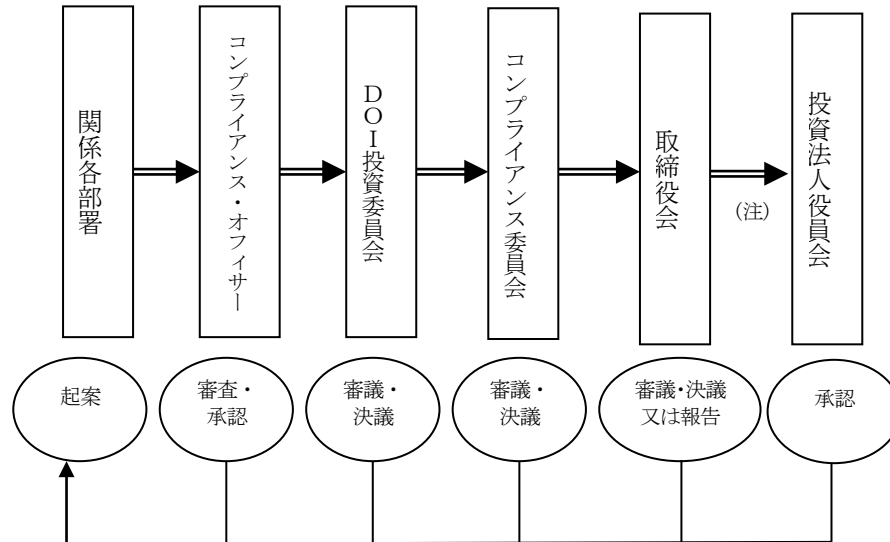 関係各部署
コンプライアンス・オフィサー
DOI投資委員会
コンプライアンス委員会
取締役会
(注)
投資法人役員会
起案
審査・
承認
審議・
決議
審議・
決議
審議・決議
又は報告
承認